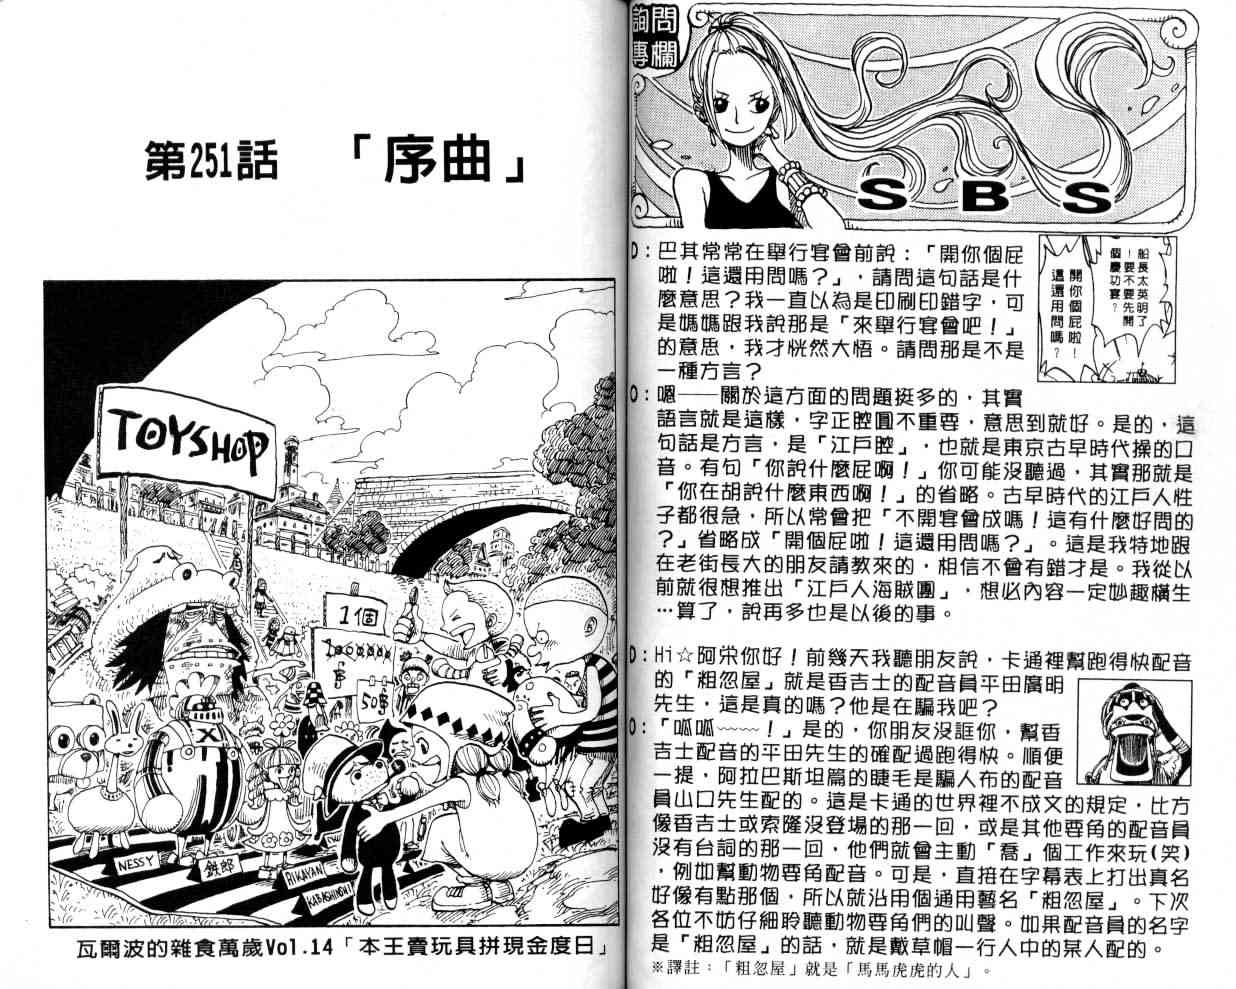 詢問
專欄
SBS
D：巴其常常在舉行宴會前說：「開你個屁
啦！這還用問嗎？」，請問這句話是什
麼意思？我一直以為是印刷印錯字，可
是媽媽跟我說那是「來舉行宴會吧！」
的意思，我才恍然大悟。請問那是不是
一種方言？
船長太英明了
！要不要先開
個慶功宴？
開你個屁啦！
這還用問嗎？
O：嗯——關於這方面的問題挺多的，其實
語言就是這樣，字正腔圓不重要，意思到就好。是的，這
句話是方言，是「江戶腔」，也就是東京古早時代操的口
音。有句「你說什麼屁啊！」你可能沒聽過，其實那就是
「你在胡說什麼東西啊！」的省略。古早時代的江戶人性
子都很急，所以常會把「不開宴會成嗎！這有什麼好問的
？」省略成「開個屁啦！這還用問嗎？」。這是我特地跟
在老街長大的朋友請教來的，相信不會有錯才是。我從以
前就很想推出「江戶人海賊團」，想必內容一定妙趣橫生
…算了，說再多也是以後的事。
D：Hi☆阿栄你好！前幾天我聽朋友說，卡通裡幫跑得快配音
的「粗忽屋」就是香吉士的配音員平田廣明
先生，這是真的嗎？他是在騙我吧？
O：「呱呱~~~~！」是的，你朋友沒誆你，幫香
吉士配音的平田先生的確配過跑得快。順便
一提，阿拉巴斯坦篇的睫毛是騙人布的配音
員山口先生配的。這是卡通的世界裡不成文的規定，比方
像香吉士或索隆沒登場的那一回，或是其他要角的配音員
沒有台詞的那一回，他們就會主動「喬」個工作來玩(笑)
，例如幫動物要角配音。可是，直接在字幕表上打出真名
好像有點那個，所以就沿用個通用藝名「粗忽屋」。下次
各位不妨仔細聆聽動物要角們的叫聲。如果配音員的名字
是「粗忽屋」的話，就是戴草帽一行人中的某人配的。
※譯註：「粗忽屋」就是「馬馬虎虎的人」。
第251話 「序曲」
TOYSHOP
1個
50฿
NESSY
鉄郎
RIKAYAN
KABASHIRO!
瓦爾波的雜食萬歲Vol.14「本王賣玩具拼現金度日」